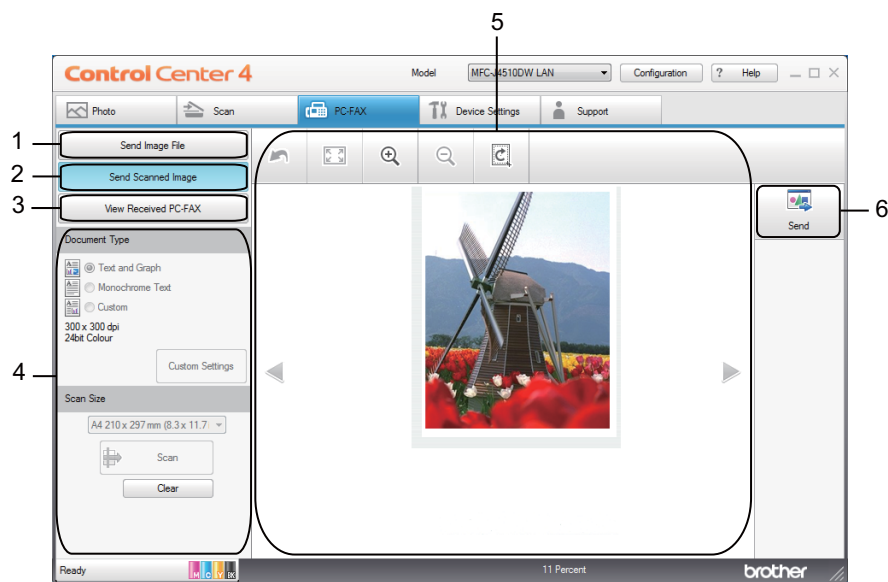 5
Control Center 4
Model
MFC-J4510DW LAN
Configuration
? Help
Photo
Scan
PC-FAX
Device Settings
Support
1
Send Image File
2
Send Scanned Image
3
View Received PC-FAX
6
Send
Document Type
Text and Graph
Monochrome Text
Custom
300 x 300 dpi
24bit Colour
4
Custom Settings
Scan Size
A4 210 x 297 mm (8.3 x 11.7
Scan
Clear
Ready
M C Y BK
11 Percent
brother